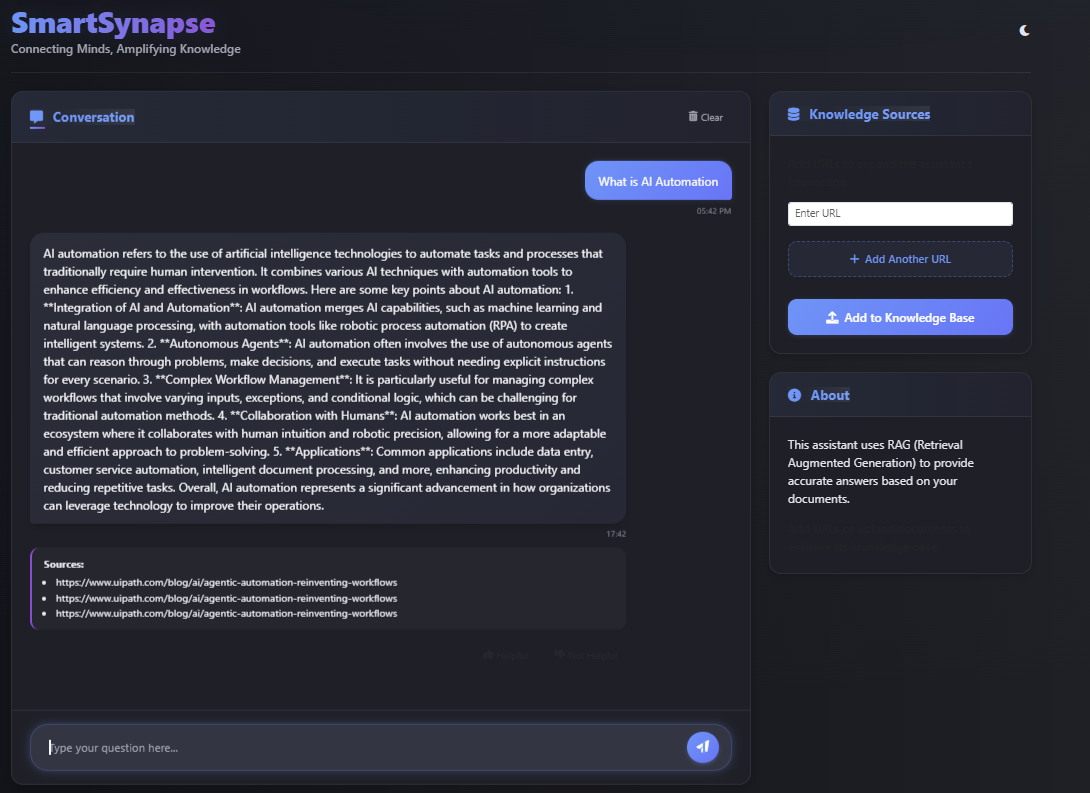 SmartSynapse
Connecting Minds, Amplifying Knowledge
Conversation
Clear
What is AI Automation
05:42 PM
AI automation refers to the use of artificial intelligence technologies to automate tasks and processes that
traditionally require human intervention. It combines various AI techniques with automation tools to
enhance efficiency and effectiveness in workflows. Here are some key points about AI automation: 1.
**Integration of AI and Automation**: AI automation merges AI capabilities, such as machine learning and
natural language processing, with automation tools like robotic process automation (RPA) to create
intelligent systems. 2. **Autonomous Agents**: AI automation often involves the use of autonomous agents
that can reason through problems, make decisions, and execute tasks without needing explicit instructions
for every scenario. 3. **Complex Workflow Management**: It is particularly useful for managing complex
workflows that involve varying inputs, exceptions, and conditional logic, which can be challenging for
traditional automation methods. 4. **Collaboration with Humans**: AI automation works best in an
ecosystem where it collaborates with human intuition and robotic precision, allowing for a more adaptable
and efficient approach to problem-solving. 5. **Applications**: Common applications include data entry,
customer service automation, intelligent document processing, and more, enhancing productivity and
reducing repetitive tasks. Overall, AI automation represents a significant advancement in how organizations
can leverage technology to improve their operations.
17:42
Sources:
https://www.uipath.com/blog/ai/agentic-automation-reinventing-workflows
https://www.uipath.com/blog/ai/agentic-automation-reinventing-workflows
https://www.uipath.com/blog/ai/agentic-automation-reinventing-workflows
Type your question here...
Knowledge Sources
Enter URL
+ Add Another URL
Add to Knowledge Base
About
This assistant uses RAG (Retrieval
Augmented Generation) to provide
accurate answers based on your
documents.